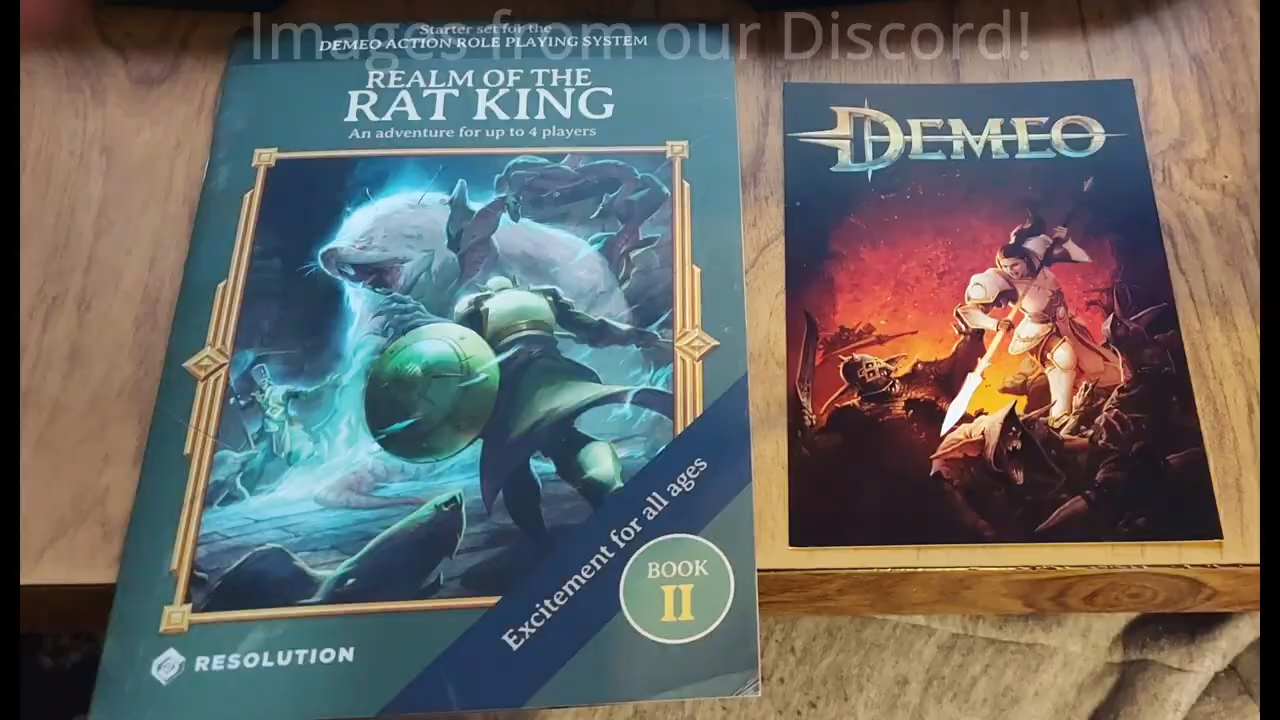 Images from our Discord!
Starter set for the
DEMEO ACTION ROLE PLAYING SYSTEM
REALM OF THE
RAT KING
An adventure for up to 4 players
Excitement for all ages
BOOK
II
RESOLUTION
DEMEO